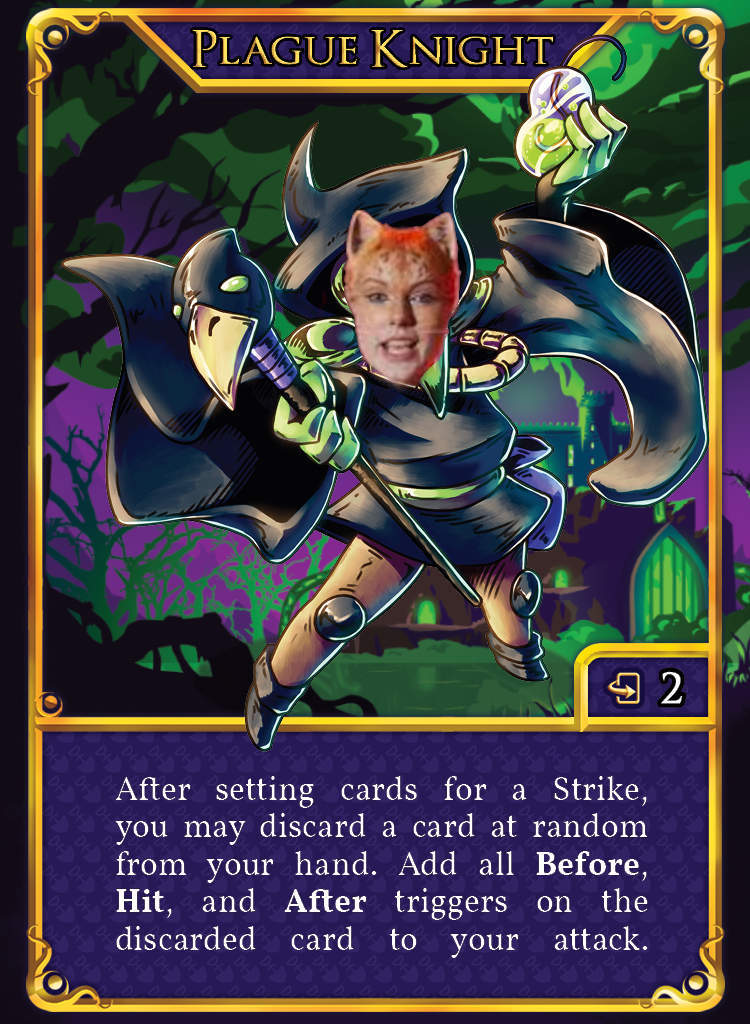 PLAGUE KNIGHT
2
After setting cards for a Strike,
you may discard a card at random
from your hand. Add all Before,
Hit, and After triggers on the
discarded card to your attack.